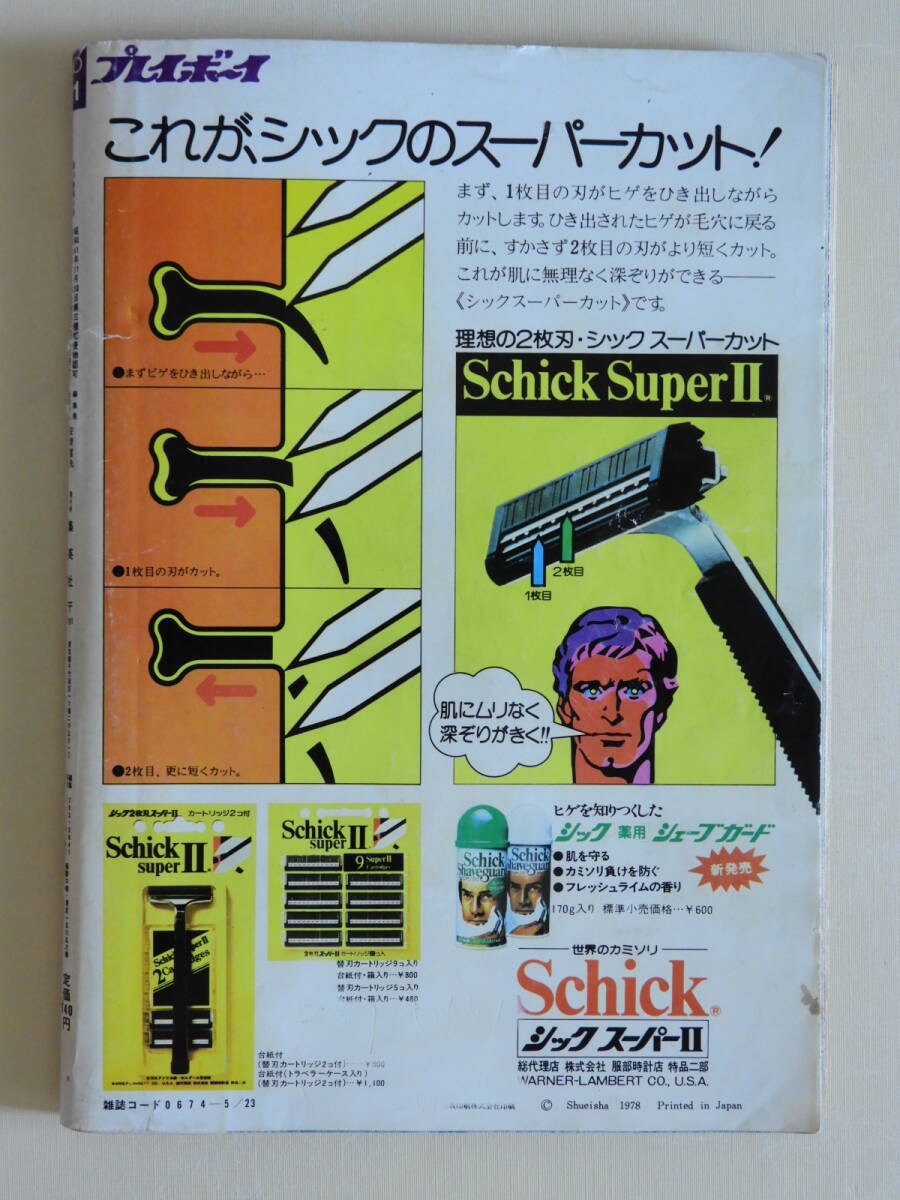 プレイボーイ
これが、シックのスーパーカット!
まず、1枚目の刃がヒゲをひき出しながら
カットします。ひき出されたヒゲが毛穴に戻る
前に、すかさず2枚目の刃がより短くカット。
これが肌に無理なく深ぞりができる――
《シックスーパーカット》です。
●まずヒゲをひき出しながら…
●1枚目の刃がカット。
●2枚目、更に短くカット。
理想の2枚刃・シック スーパーカット
Schick Super II®
2枚目
1枚目
肌にムリなく
深ぞりがきく!!
シック2枚刃スーパーII カートリッジ2コ付
Schick
super II
Schick Super II
2 Cartridges
Schick
super II
9 Super II
Cartridges
替刃カートリッジ9コ入り
台紙付・箱入り…¥800
替刃カートリッジ5コ入り
台紙付・箱入り…¥480
台紙付
(替刃カートリッジ2コ付)
台紙付(トラベラーケース入り)
(替刃カートリッジ2コ付)…¥1,100
ヒゲを知りつくした
シック 薬用 シェーブガード
●肌を守る
●カミソリ負けを防ぐ
●フレッシュライムの香り
新発売
170g入り 標準小売価格…¥600
Schick
Shaveguard
Schick
世界のカミソリ
Schick®
シック スーパーII
総代理店 株式会社 服部時計店 特品二部
WARNER-LAMBERT CO., U.S.A.
集英社
定価
140円
雑誌コード0674-5/23
© Shueisha 1978 Printed in Japan